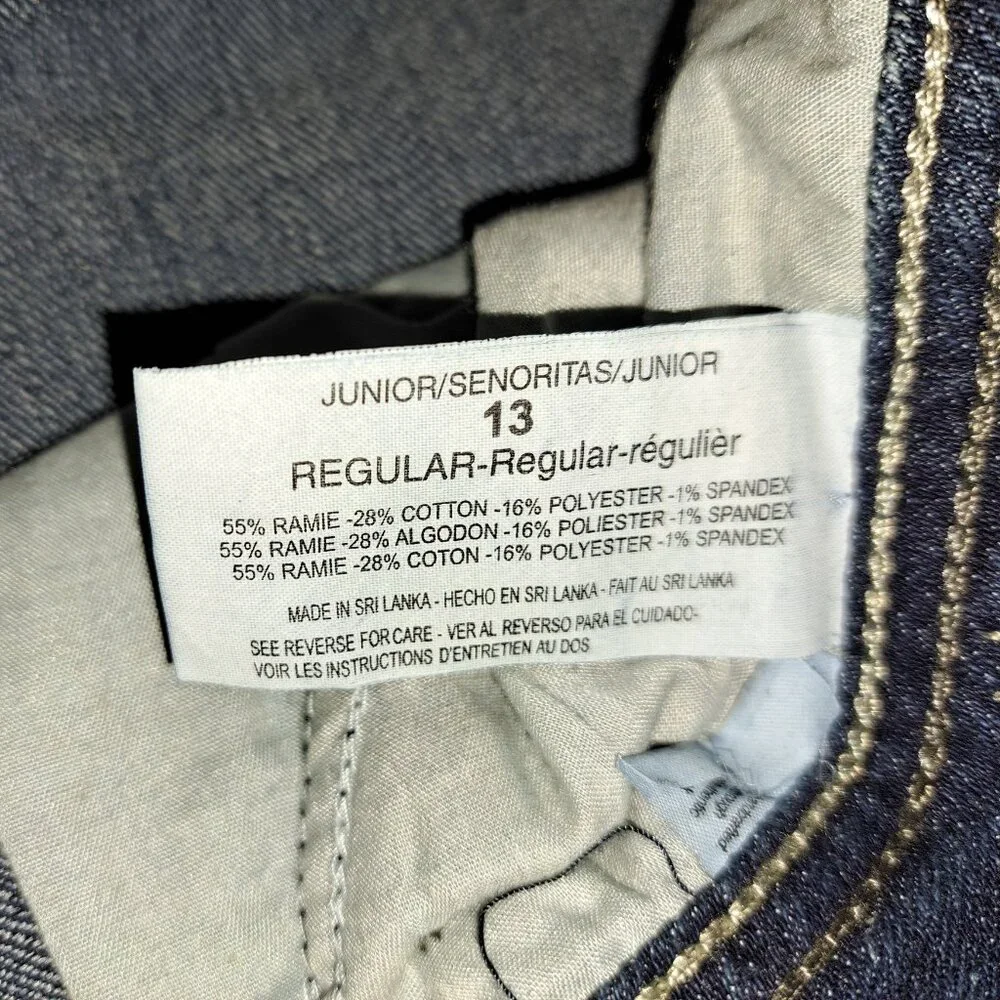 JUNIOR/SENORITAS/JUNIOR
13
REGULAR-Regular-régulièr
55% RAMIE -28% COTTON -16% POLYESTER -1% SPANDEX
55% RAMIE -28% ALGODON -16% POLIESTER -1% SPANDEX
55% RAMIE -28% COTON -16% POLYESTER -1% SPANDEX
MADE IN SRI LANKA - HECHO EN SRI LANKA - FAIT AU SRI LANKA
SEE REVERSE FOR CARE - VER AL REVERSO PARA EL CUIDADO-
VOIR LES INSTRUCTIONS D'ENTRETIEN AU DOS